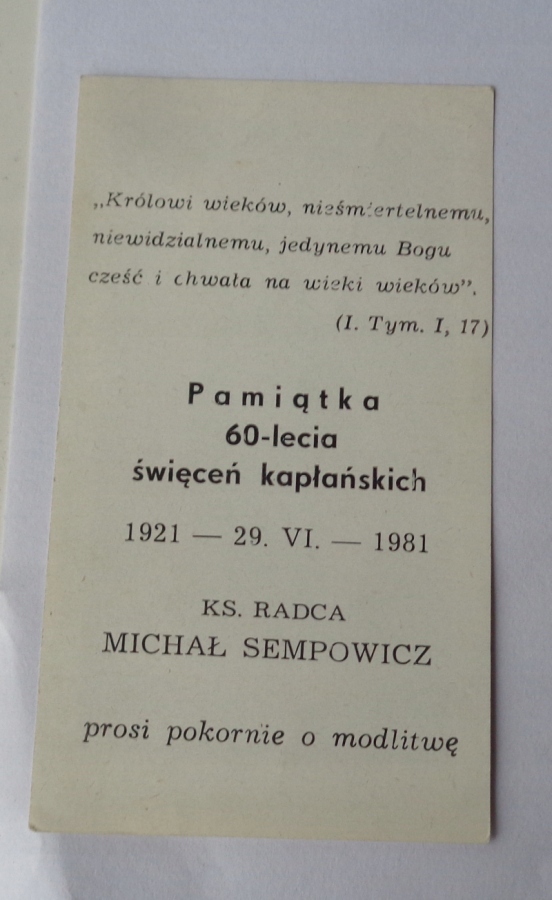 „Królowi wieków, nieśmiertelnemu,
niewidzialnemu, jedynemu Bogu
cześć i chwała na wieki wieków”.
(I. Tym. I, 17)
Pamiątka
60-lecia
święceń kapłańskich
1921 — 29. VI. — 1981
KS. RADCA
MICHAŁ SEMPOWICZ
prosi pokornie o modlitwę